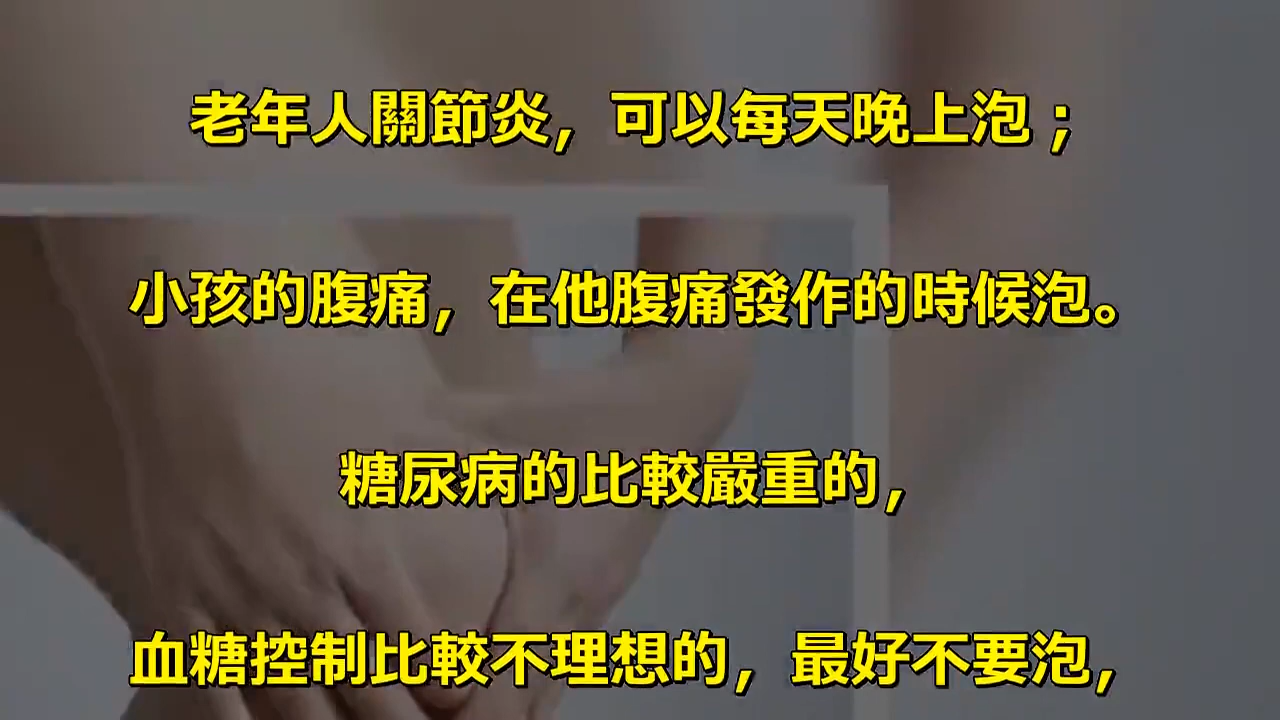 老年人關節炎，可以每天晚上泡；
小孩的腹痛，在他腹痛發作的時候泡。
糖尿病的比較嚴重的，
血糖控制比較不理想的，最好不要泡，